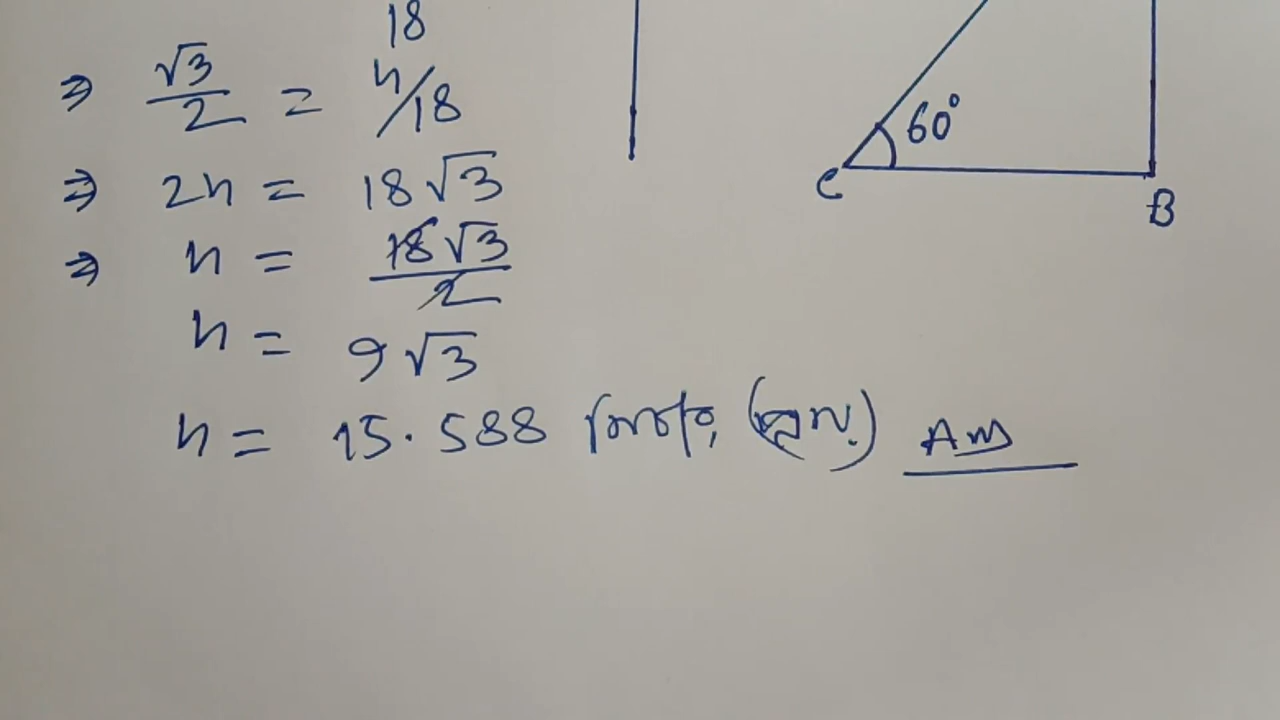 18
⇒ √3/2 = h/18
⇒ 2h = 18√3
⇒ h = 18√3/2
h = 9√3
h = 15.588 মিটার, (প্রায়) Ans
60°
C
B